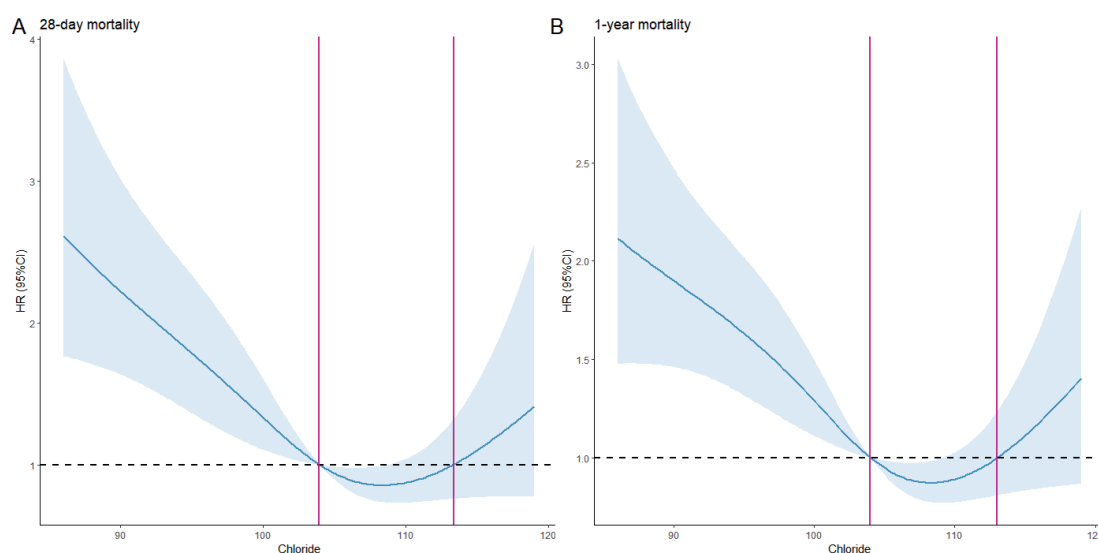 A 28-day mortality
4
3
2
1
HR (95%CI)
90 100 110 120
Chloride
B 1-year mortality
3.0
2.5
2.0
1.5
1.0
HR (95%CI)
90 100 110 12
Chloride